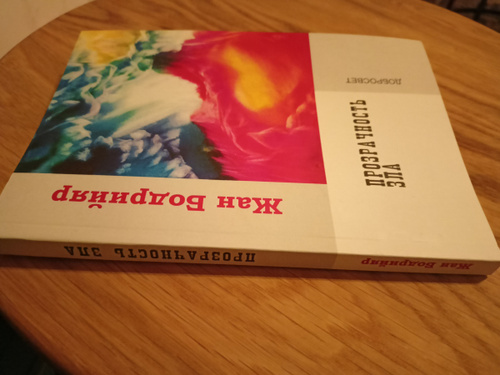 Жан Бодрийяр
ПРОЗРАЧНОСТЬ
ЗЛА
ДОБРОСВЕТ
Жан Бодрийяр
ПРОЗРАЧНОСТЬ ЗЛА